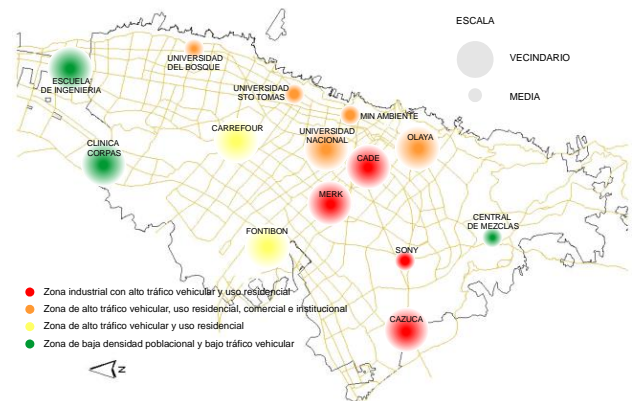 ESCALA
VECINDARIO
MEDIA
UNIVERSIDAD
DEL BOSQUE
ESCUELA
DE INGENIERIA
UNIVERSIDAD
STO TOMAS
MIN AMBIENTE
CARREFOUR
UNIVERSIDAD
NACIONAL
OLAYA
CLINICA
CORPAS
CADE
MERK
CENTRAL
DE MEZCLAS
FONTIBON
SONY
CAZUCA
Zona industrial con alto tráfico vehicular y uso residencial
Zona de alto tráfico vehicular, uso residencial, comercial e institucional
Zona de alto tráfico vehicular y uso residencial
Zona de baja densidad poblacional y bajo tráfico vehicular
N